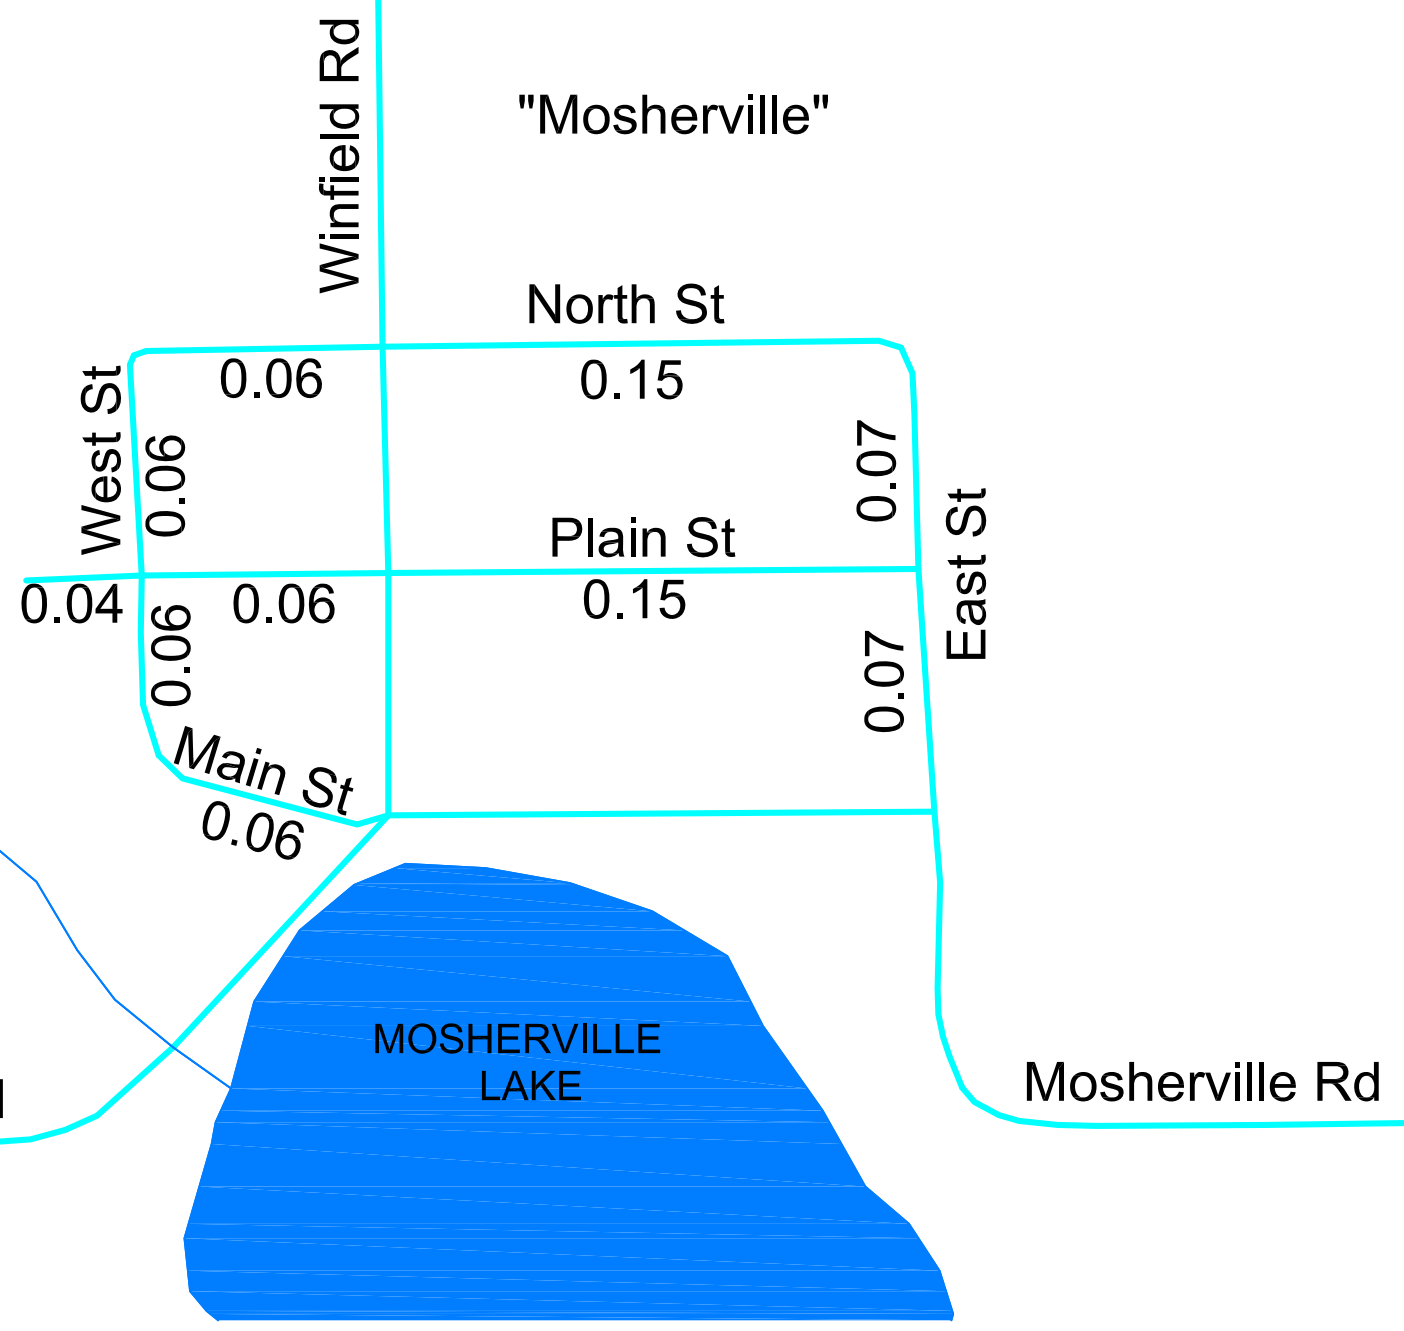 Winfield Rd
"Mosherville"
North St
0.06
0.15
West St
0.06
0.07
Plain St
East St
0.04
0.06
0.15
0.06
0.07
Main St
0.06
MOSHERVILLE
LAKE
Mosherville Rd